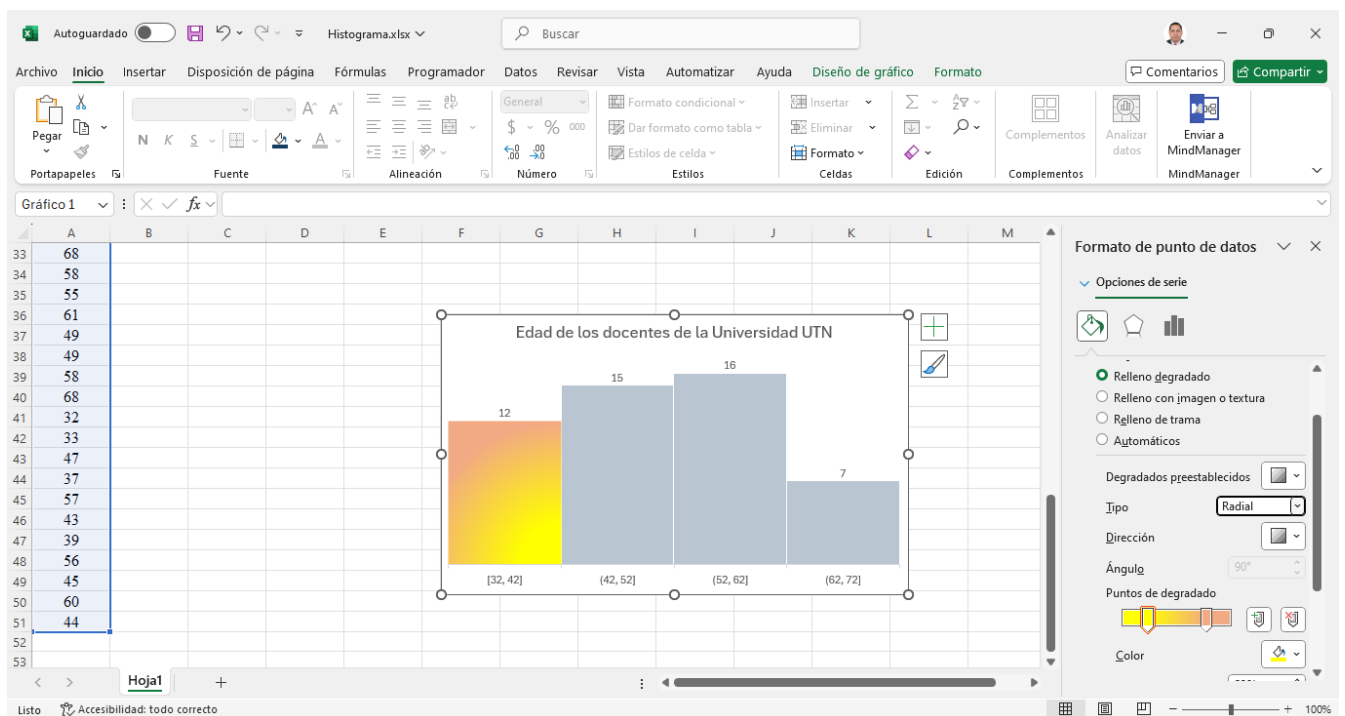 Autoguardado
Histograma.xlsx
Buscar
Archivo Inicio Insertar Disposición de página Fórmulas Programador Datos Revisar Vista Automatizar Ayuda Diseño de gráfico Formato
Comentarios Compartir
Pegar
N K S A A A
ab
General
$ % 000
Formato condicional
Dar formato como tabla
Estilos de celda
Insertar
Eliminar
Formato
Complementos
Analizar datos
Enviar a MindManager
Portapapeles Fuente Alineación Número Estilos Celdas Edición Complementos MindManager
Gráfico 1 fx
A B C D E F G H I J K L M
33 68
34 58
35 55
36 61
37 49
38 49
39 58
40 68
41 32
42 33
43 47
44 37
45 57
46 43
47 39
48 56
49 45
50 60
51 44
52
53
Edad de los docentes de la Universidad UTN
12 15 16 7
[32, 42] (42, 52] (52, 62] (62, 72]
Formato de punto de datos
Opciones de serie
Relleno degradado
Relleno con imagen o textura
Relleno de trama
Automáticos
Degradados preestablecidos
Tipo Radial
Dirección
Ángulo 90°
Puntos de degradado
Color
Hoja1
Listo Accesibilidad: todo correcto
100%